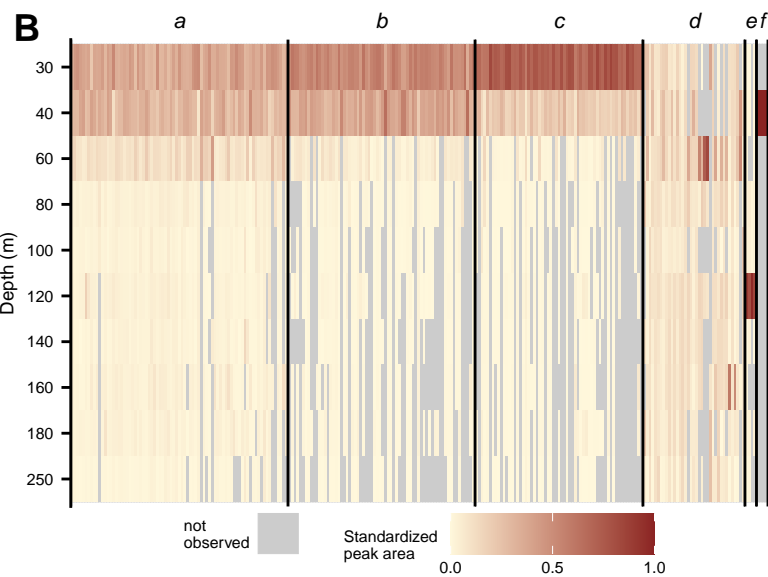 B
a b c d e f
Depth (m)
30
40
60
80
100
120
140
160
180
250
not
observed
Standardized
peak area
0.0 0.5 1.0